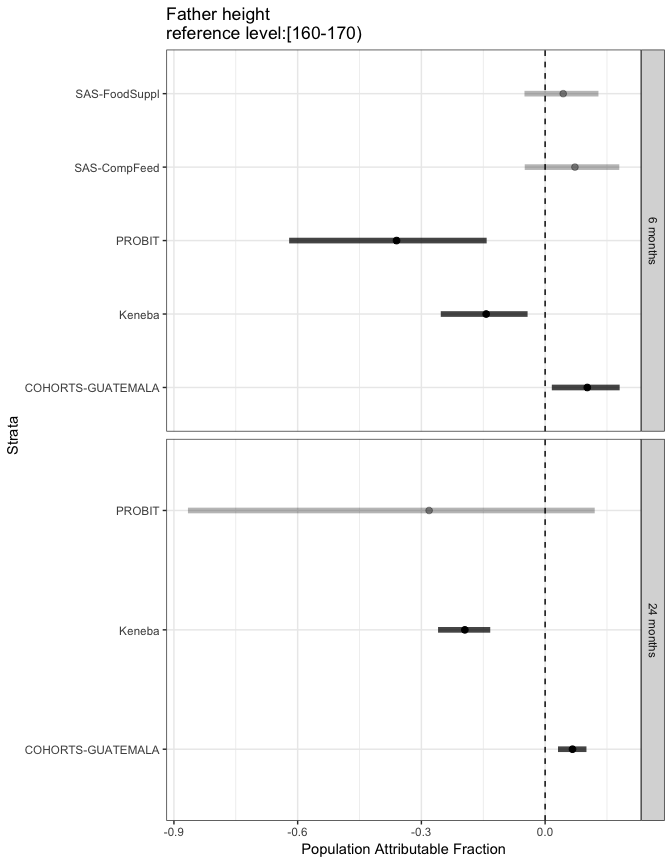 Father height
reference level:[160-170)
SAS-FoodSuppl
SAS-CompFeed
PROBIT
Keneba
COHORTS-GUATEMALA
6 months
Strata
PROBIT
Keneba
COHORTS-GUATEMALA
24 months
-0.9 -0.6 -0.3 0.0
Population Attributable Fraction